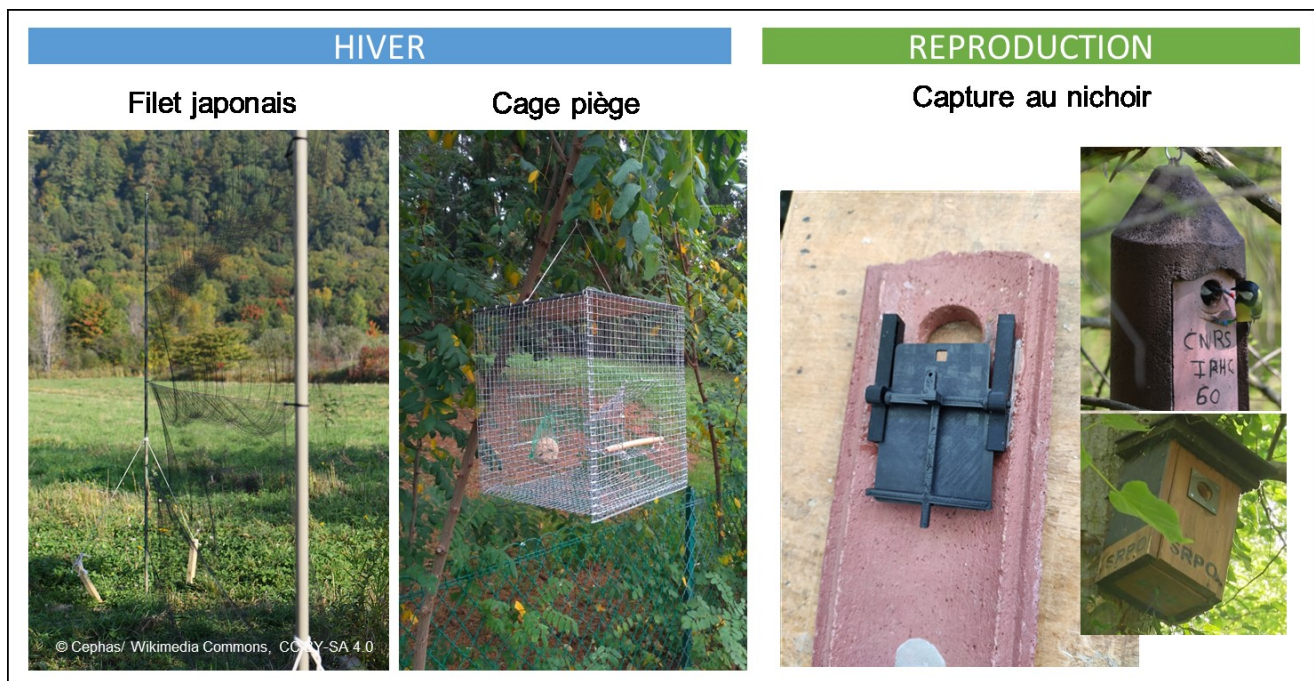 HIVER
REPRODUCTION
Filet japonais
Cage piège
Capture au nichoir
CNRS
IPHC
60
SRPO
SRPO
© Cephas/ Wikimedia Commons, CC BY-SA 4.0